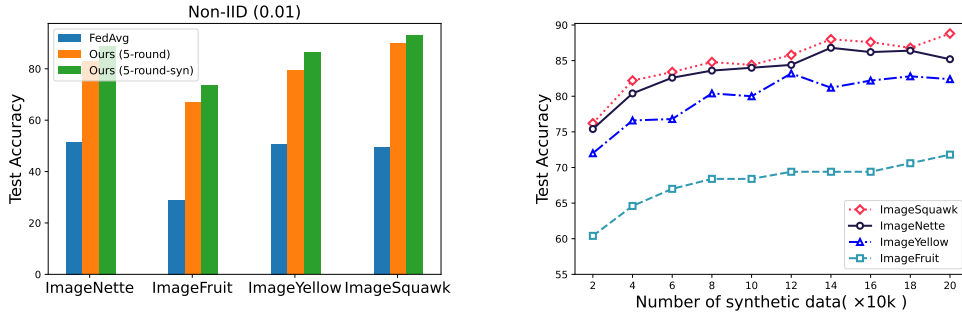 Non-IID (0.01)
FedAvg
Ours (5-round)
Ours (5-round-syn)
Test Accuracy
80
60
40
20
0
ImageNette ImageFruit ImageYellow ImageSquawk
90
85
80
75
70
65
60
55
Test Accuracy
ImageSquawk
ImageNette
ImageYellow
ImageFruit
2 4 6 8 10 12 14 16 18 20
Number of synthetic data( ×10k )